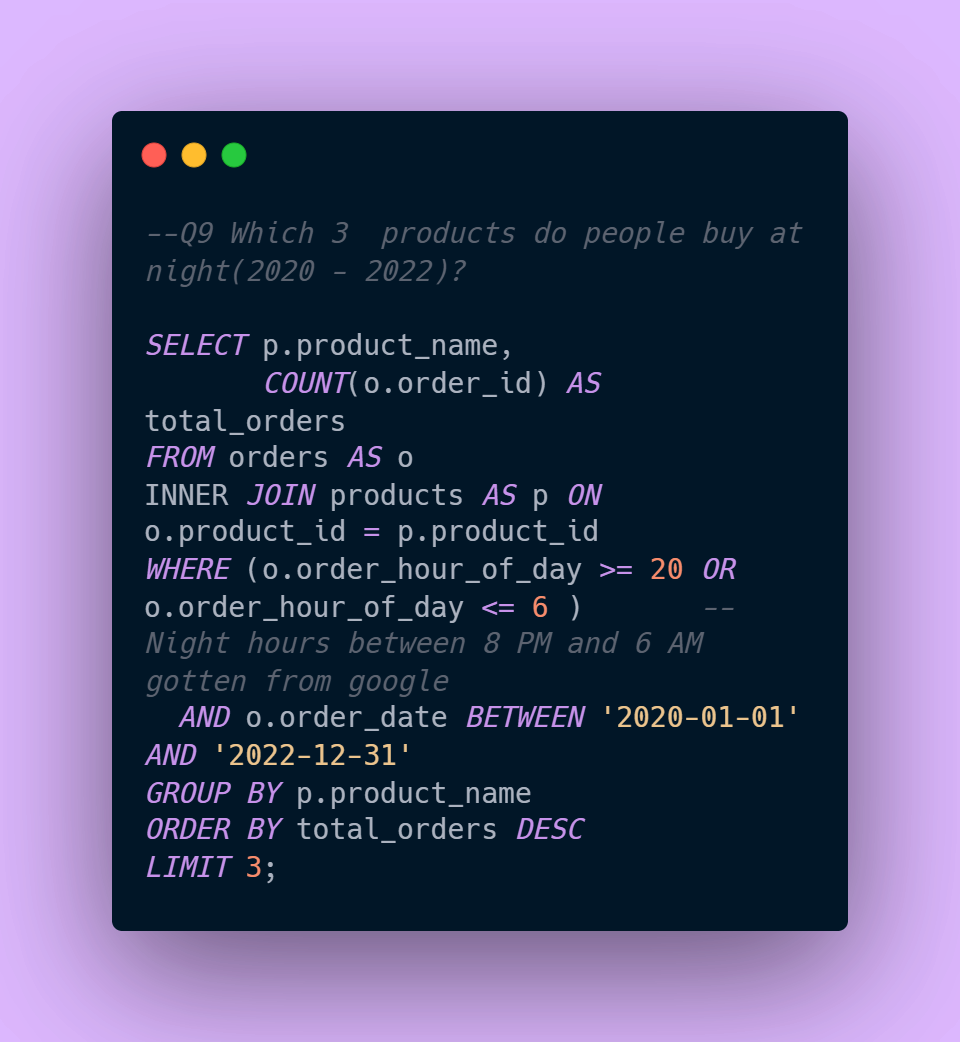 --Q9 Which 3  products do people buy at
night(2020 - 2022)?
SELECT p.product_name,
       COUNT(o.order_id) AS
total_orders
FROM orders AS o
INNER JOIN products AS p ON
o.product_id = p.product_id
WHERE (o.order_hour_of_day >= 20 OR
o.order_hour_of_day <= 6 )       --
Night hours between 8 PM and 6 AM
gotten from google
  AND o.order_date BETWEEN '2020-01-01'
AND '2022-12-31'
GROUP BY p.product_name
ORDER BY total_orders DESC
LIMIT 3;